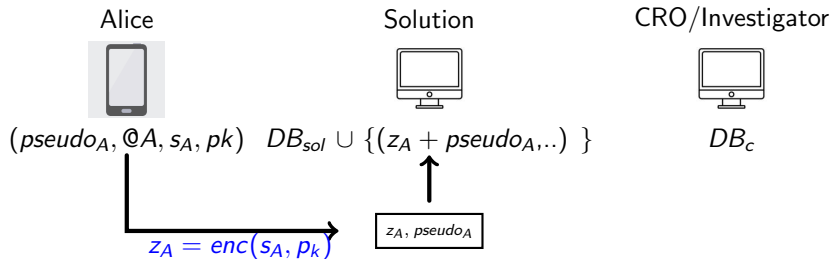 Alice Solution CRO/Investigator
(pseudo_A, @A, s_A, pk) DB_sol ∪ {(z_A + pseudo_A,..) } DB_c
z_A, pseudo_A
z_A = enc(s_A, p_k)